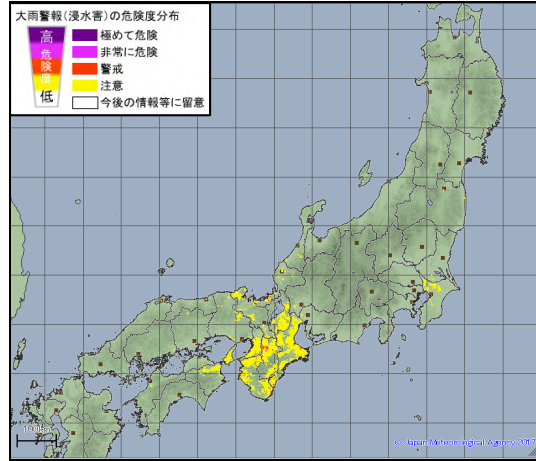 大雨警報(浸水害)の危険度分布
高
危
険
度
低
極めて危険
非常に危険
警戒
注意
今後の情報等に留意
100km
© Japan Meteorological Agency 2017